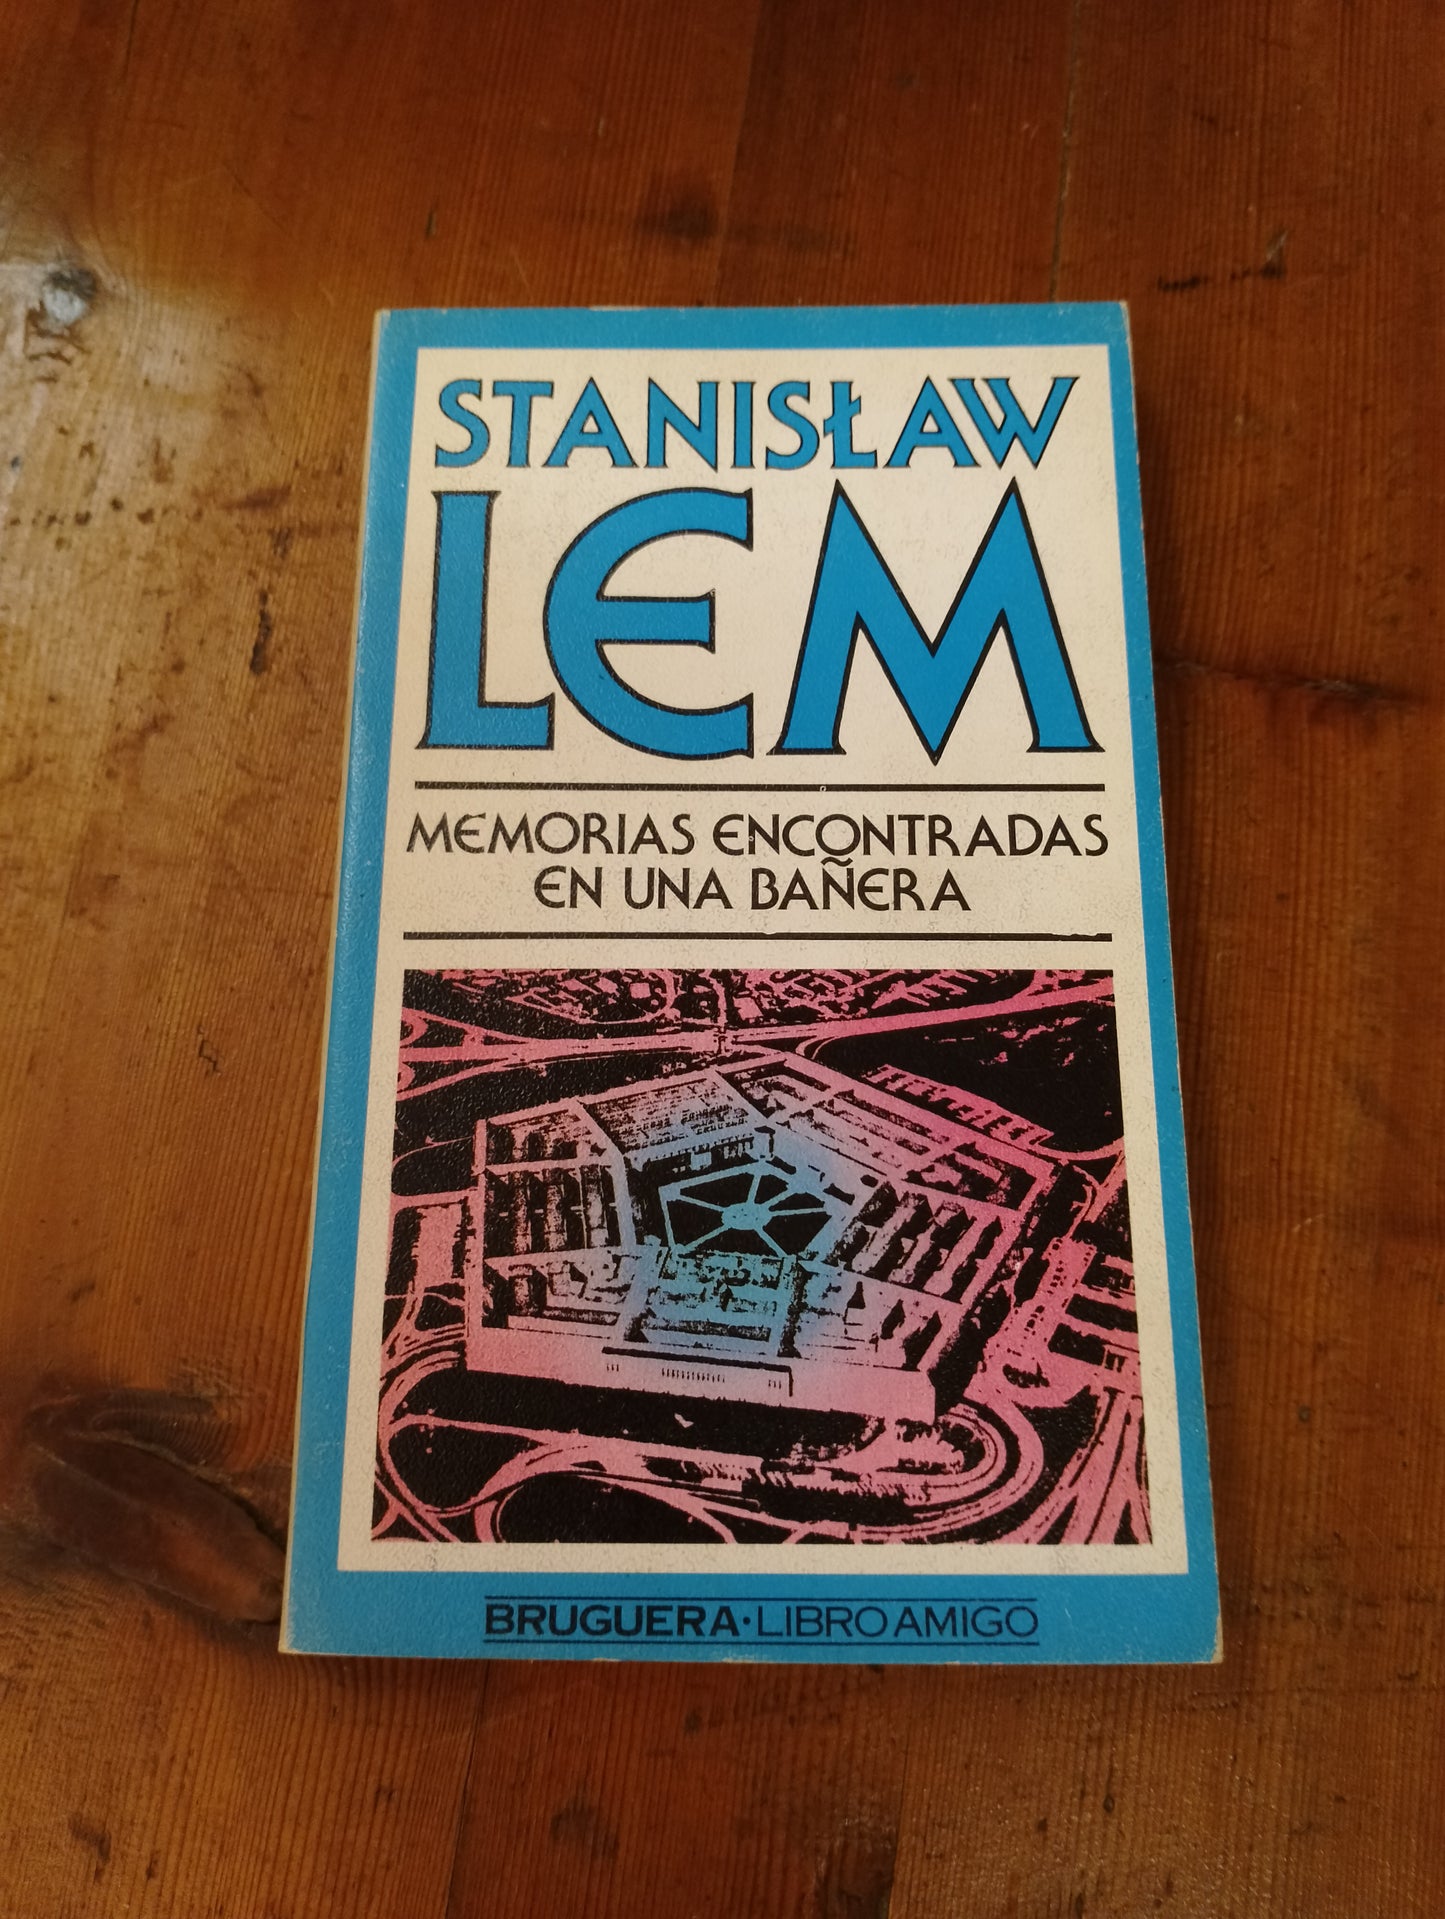 STANISŁAW
LEM
MEMORIAS ENCONTRADAS
EN UNA BAÑERA
BRUGUERA·LIBRO AMIGO